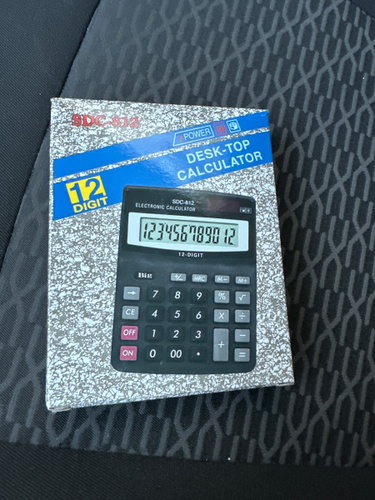 SDC-812
POWER
DESK-TOP
CALCULATOR
12
DIGIT
SDC-812
ELECTRONIC CALCULATOR
123456789012
12-DIGIT
MRC M- M+
→ 7 8 9 % √
CE 4 5 6 × ÷
OFF 1 2 3 + −
ON 0 00 • =